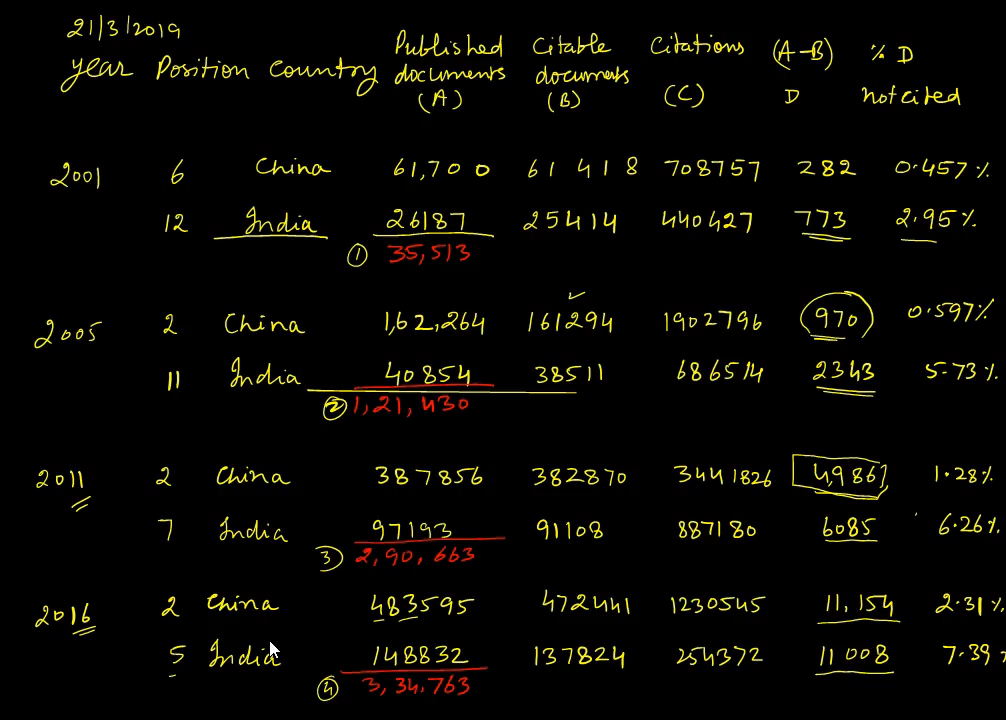 21/3/2019
year Position country Published documents (A) Citable documents (B) Citations (C) (A-B) D % D not cited
2001 6 China 61,700 61418 708757 282 0.457%
12 India 26187 25414 440427 773 2.95%
① 35,513
2005 2 China 1,62,264 161294 1902796 970 0.597%
11 India 40854 38511 686514 2343 5.73%
② 1,21,430
2011 2 China 387856 382870 3441826 4,986 1.28%
7 India 97193 91108 887180 6085 6.26%
③ 2,90,663
2016 2 China 483595 472441 1230545 11,154 2.31%
5 India 148832 137824 254372 11008 7.39%
④ 3,34,763